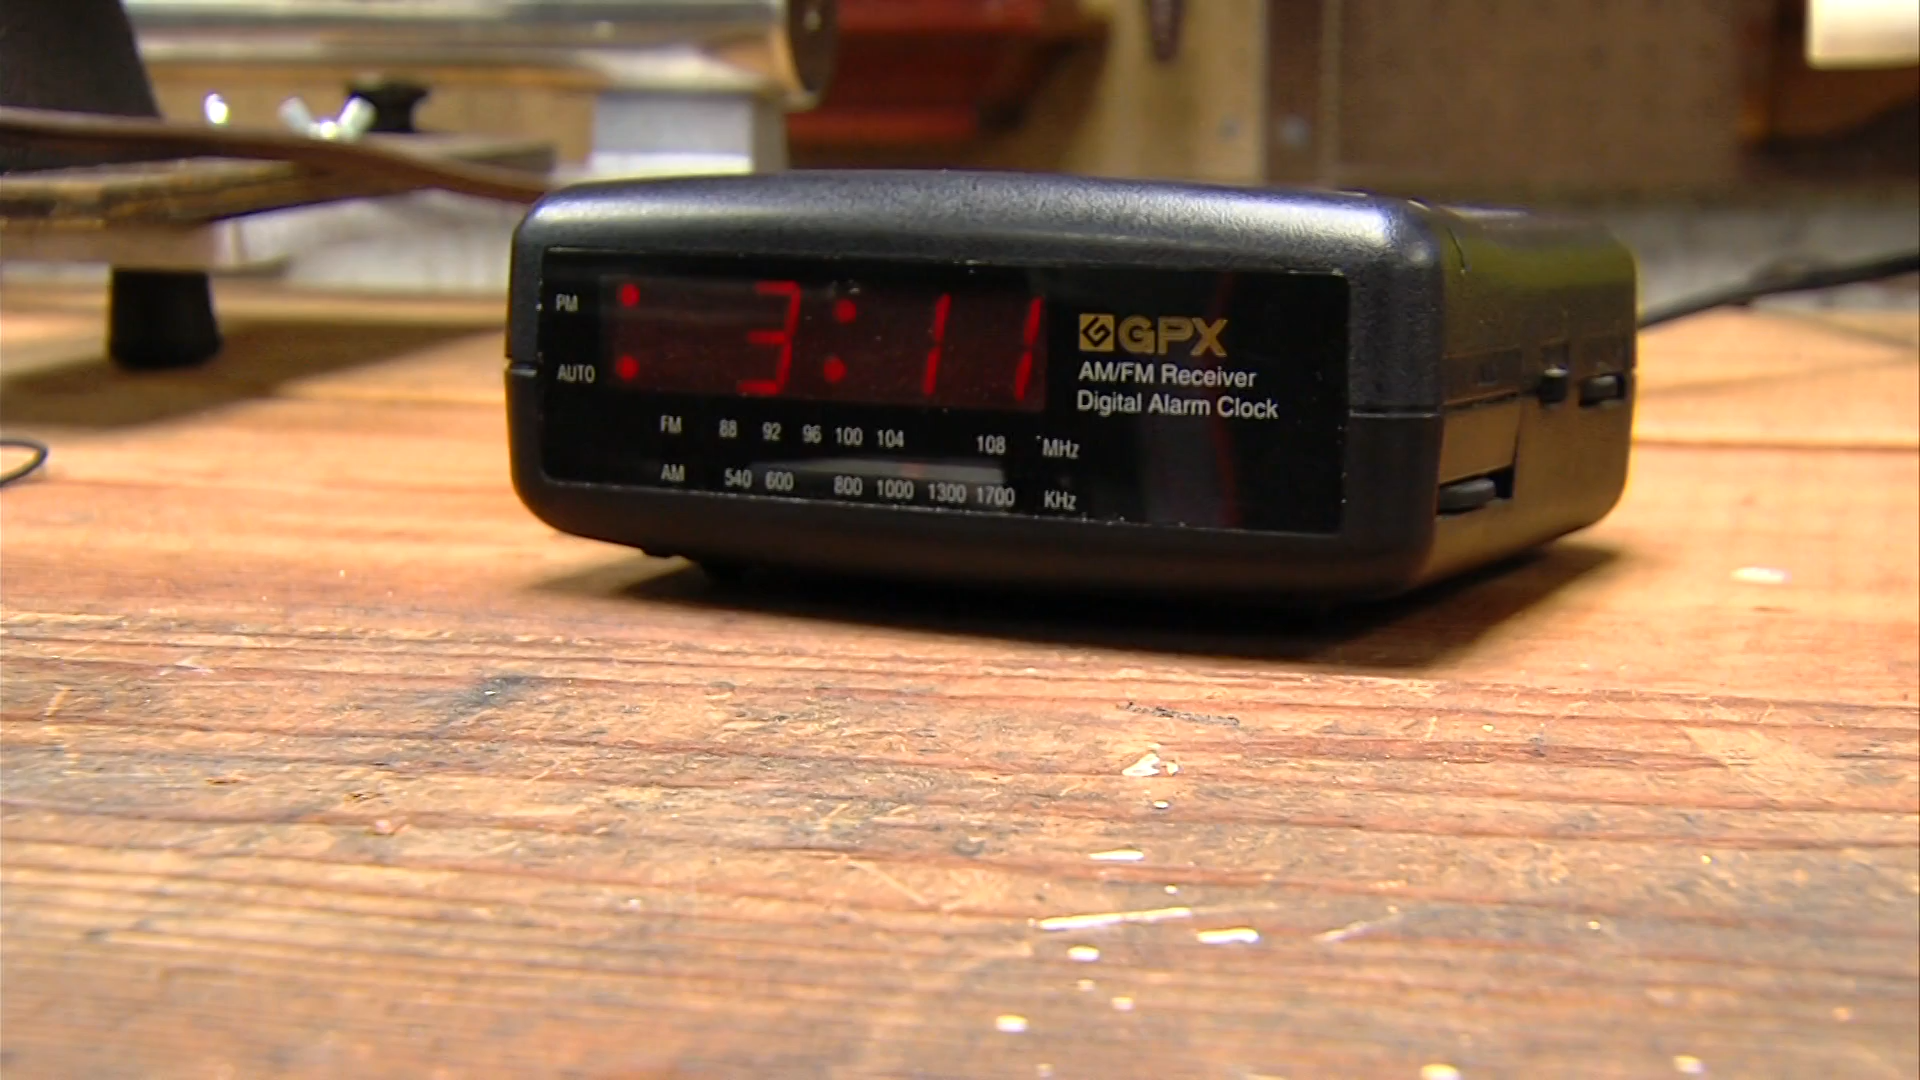 PM
3:11
AUTO
GPX
AM/FM Receiver
Digital Alarm Clock
FM 88 92 96 100 104 108 MHz
AM 540 600 800 1000 1300 1700 KHz